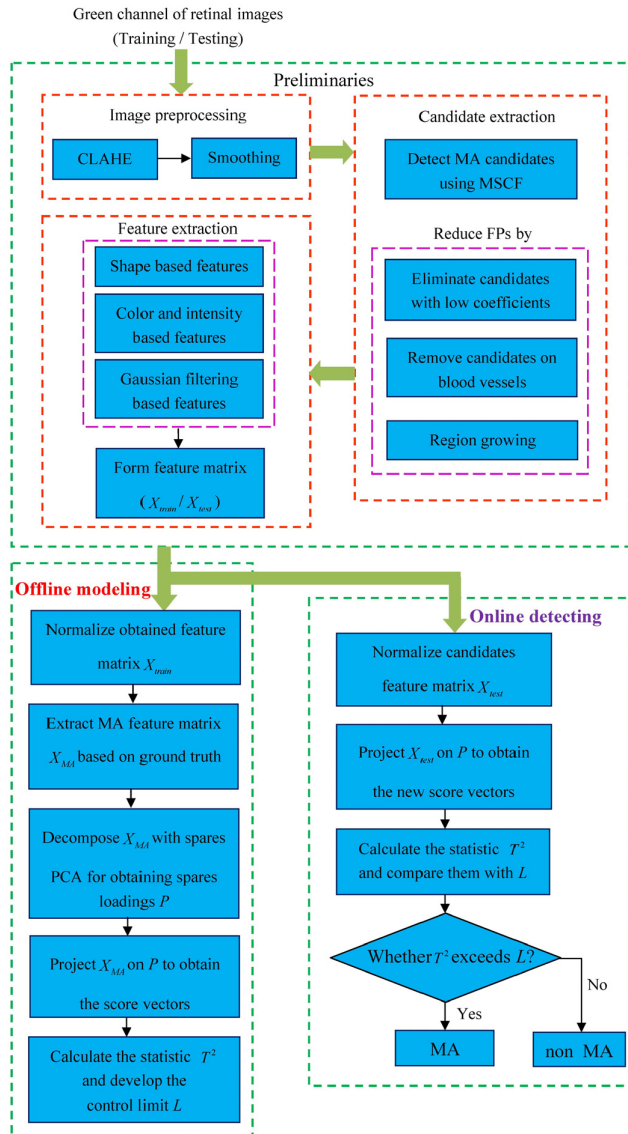 Green channel of retinal images
(Training / Testing)
Preliminaries
Image preprocessing
CLAHE
Smoothing
Candidate extraction
Detect MA candidates
using MSCF
Reduce FPs by
Eliminate candidates
with low coefficients
Remove candidates on
blood vessels
Region growing
Feature extraction
Shape based features
Color and intensity
based features
Gaussian filtering
based features
Form feature matrix
( X_train / X_test )
Offline modeling
Normalize obtained feature
matrix X_train
Extract MA feature matrix
X_MA based on ground truth
Decompose X_MA with spares
PCA for obtaining spares
loadings P
Project X_MA on P to obtain
the score vectors
Calculate the statistic T²
and develop the
control limit L
Online detecting
Normalize candidates
feature matrix X_test
Project X_test on P to obtain
the new score vectors
Calculate the statistic T²
and compare them with L
Whether T² exceeds L?
No
Yes
MA
non MA